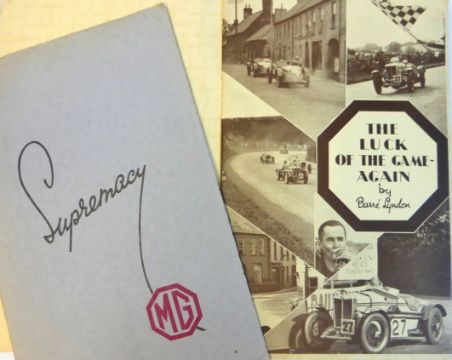 Supremacy
MG
THE
LUCK
OF THE GAME-
AGAIN
by
Barré Lyndon
27
27